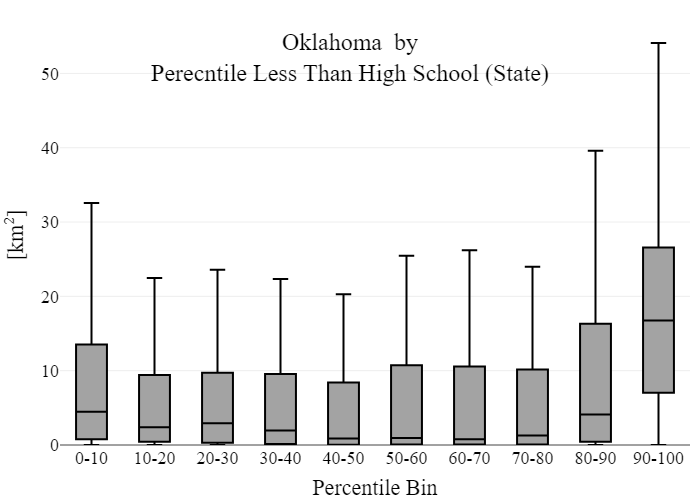 Oklahoma  by
Perecntile Less Than High School (State)
50
40
30
20
10
0
[km²]
0-10 10-20 20-30 30-40 40-50 50-60 60-70 70-80 80-90 90-100
Percentile Bin